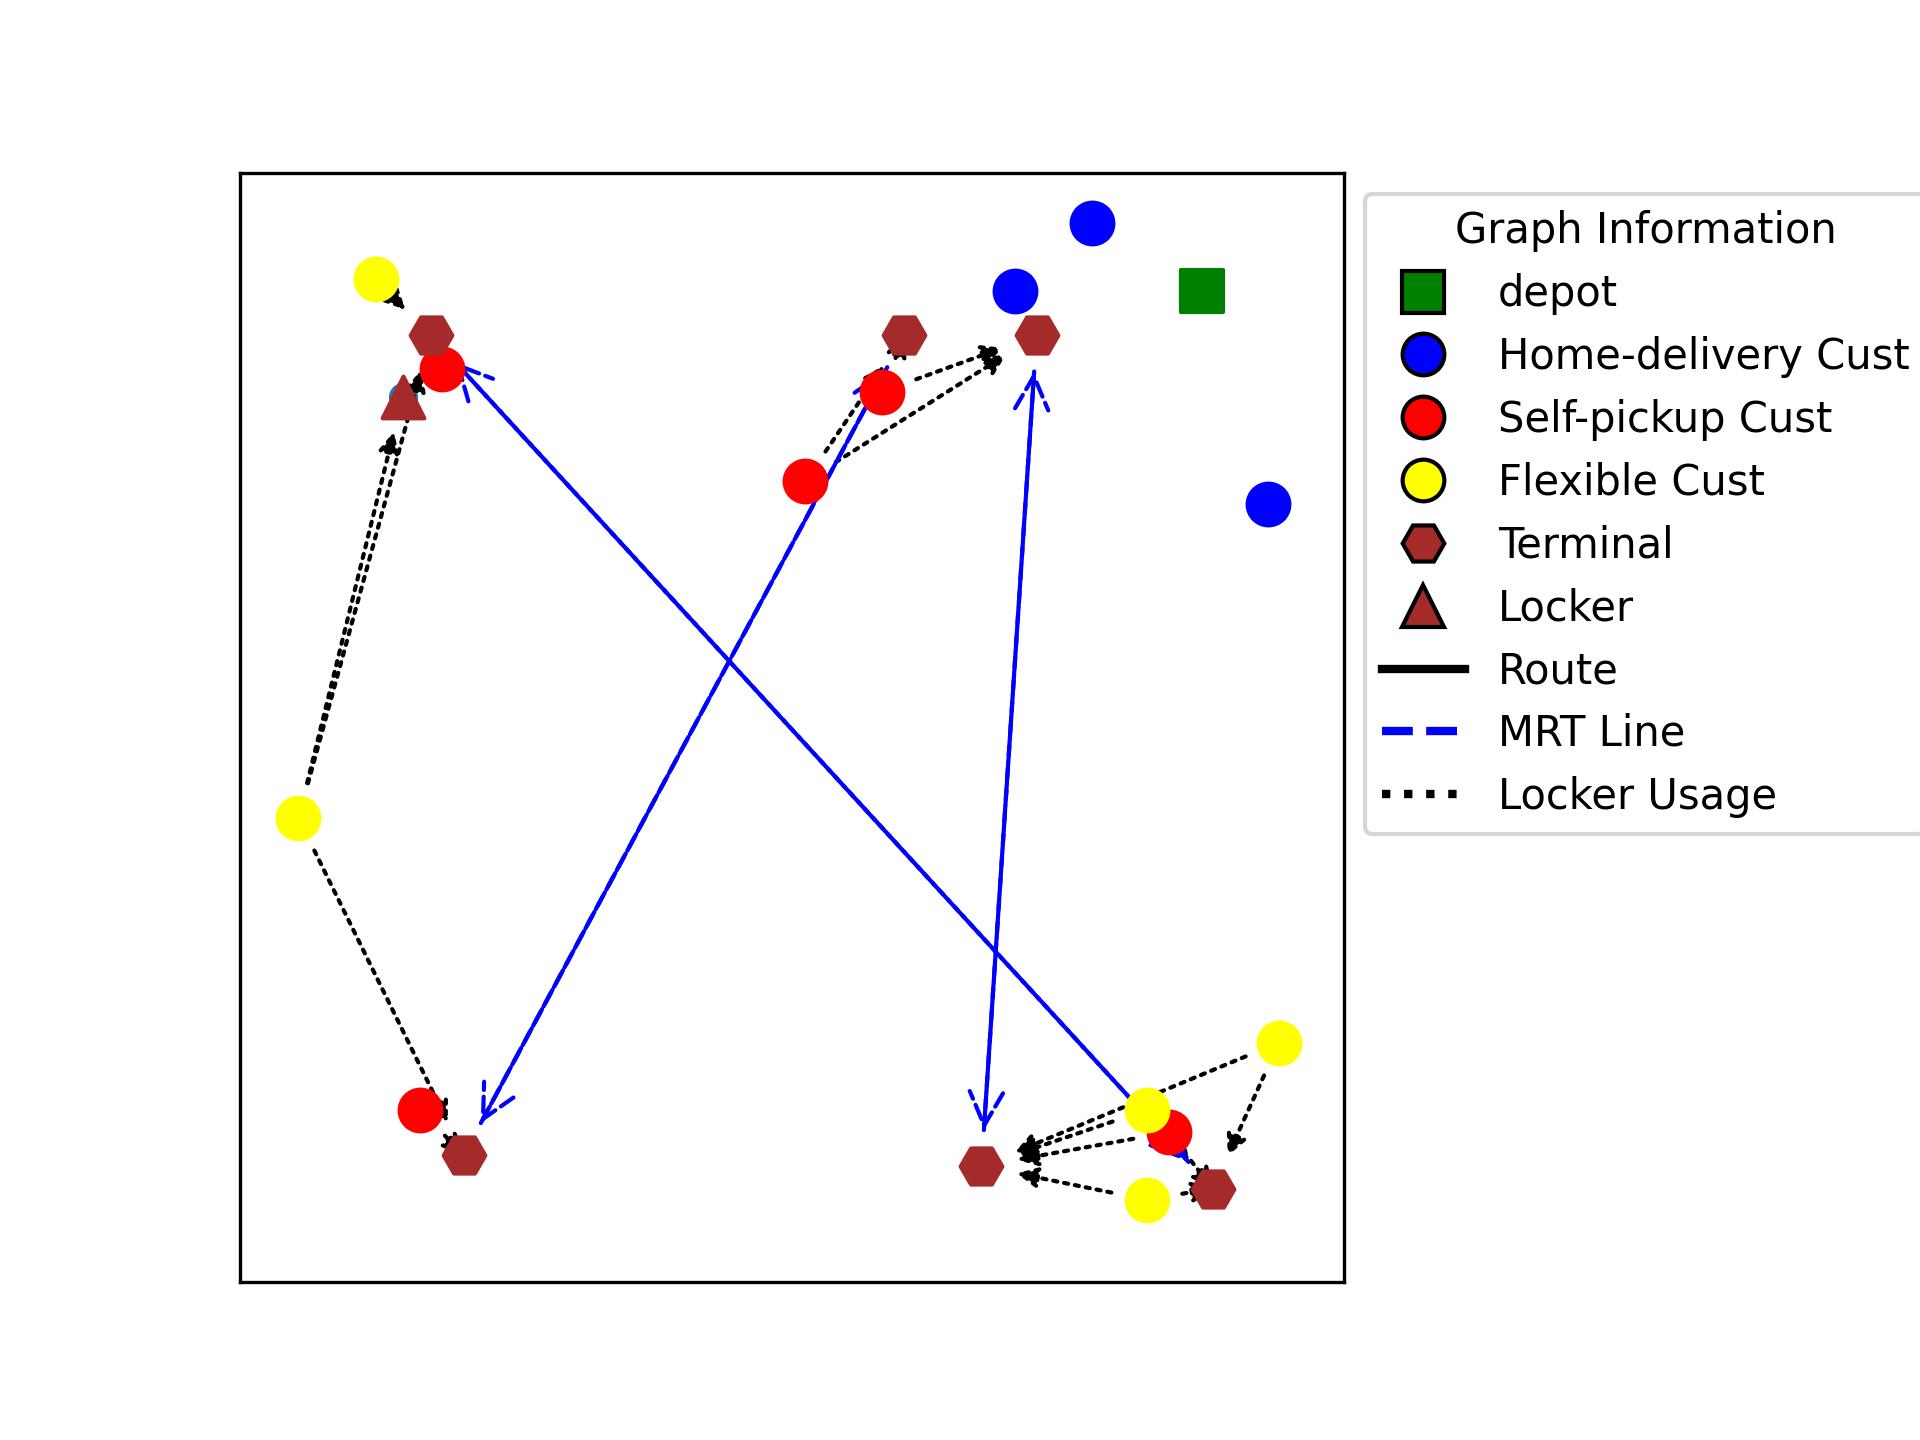 Graph Information
depot
Home-delivery Cust
Self-pickup Cust
Flexible Cust
Terminal
Locker
Route
MRT Line
Locker Usage